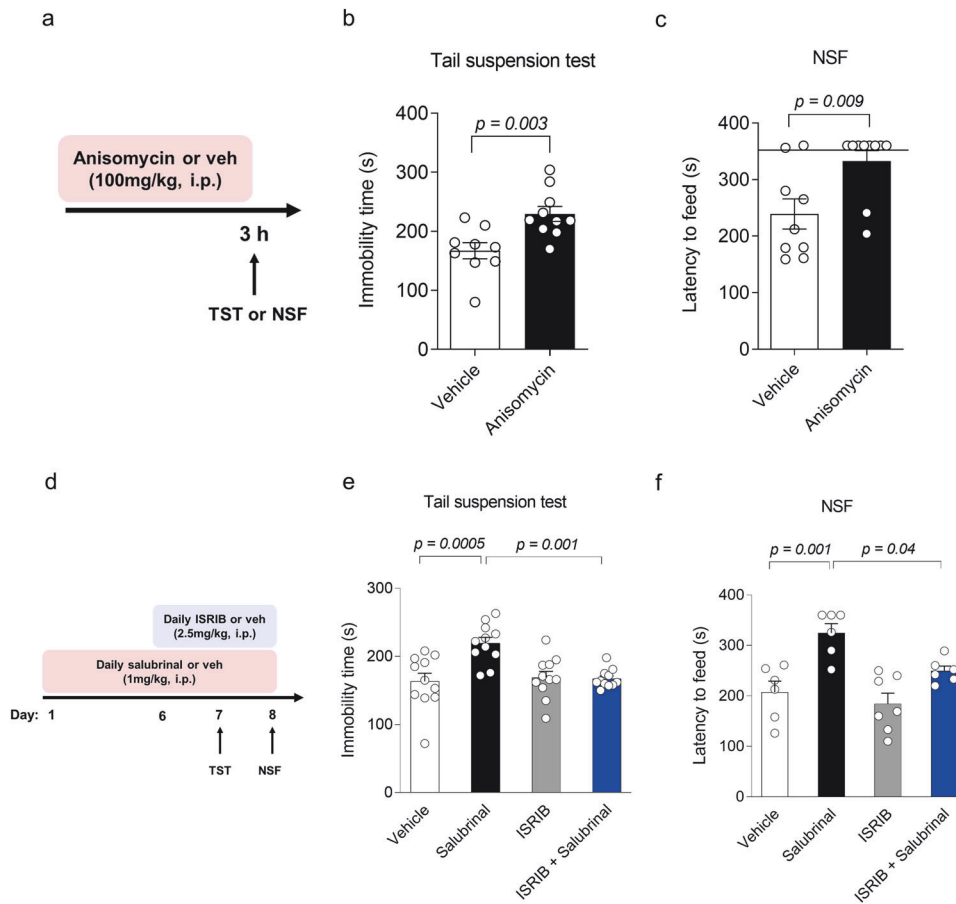 a
Anisomycin or veh
(100mg/kg, i.p.)
3 h
TST or NSF
b
Tail suspension test
p = 0.003
Immobility time (s)
400
300
200
100
0
Vehicle
Anisomycin
c
NSF
p = 0.009
Latency to feed (s)
400
300
200
100
0
Vehicle
Anisomycin
d
Daily ISRIB or veh
(2.5mg/kg, i.p.)
Daily salubrinal or veh
(1mg/kg, i.p.)
Day: 1 6 7 8
TST NSF
e
Tail suspension test
p = 0.0005 p = 0.001
Immobility time (s)
300
200
100
0
Vehicle
Salubrinal
ISRIB
ISRIB + Salubrinal
f
NSF
p = 0.001 p = 0.04
Latency to feed (s)
400
300
200
100
0
Vehicle
Salubrinal
ISRIB
ISRIB + Salubrinal